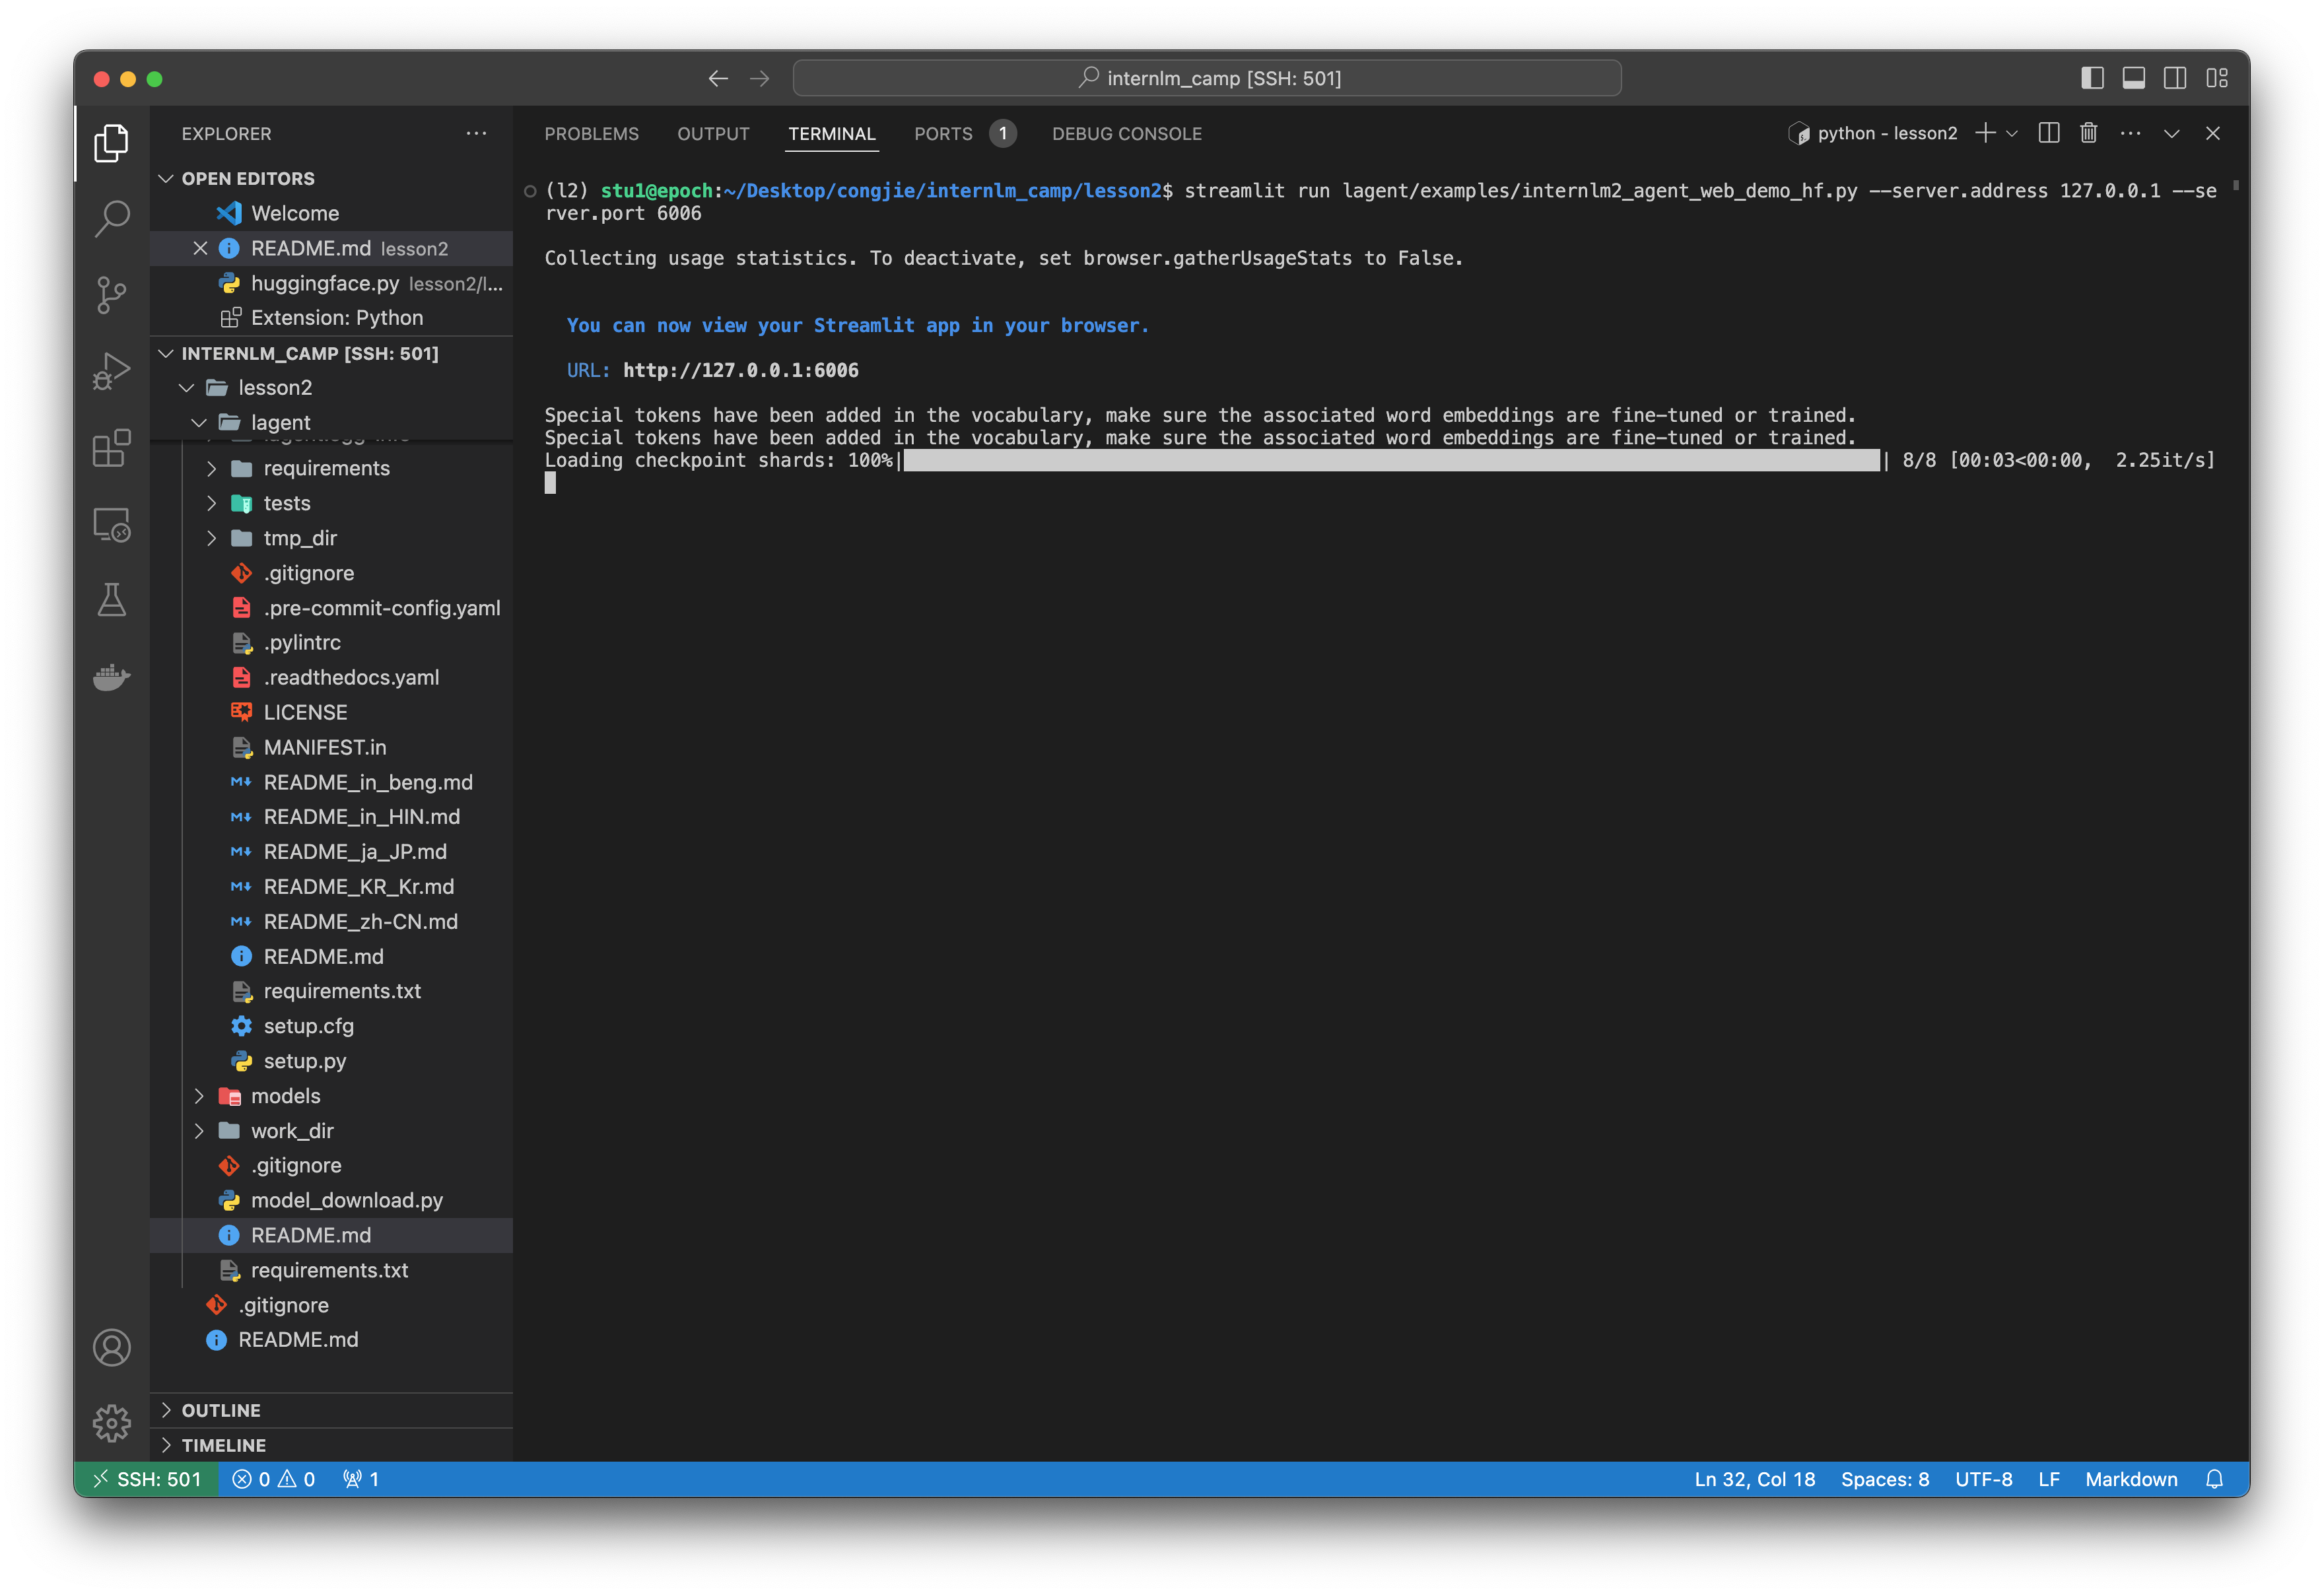 internlm_camp [SSH: 501]
EXPLORER
OPEN EDITORS
Welcome
README.md lesson2
huggingface.py lesson2/l...
Extension: Python
INTERNLM_CAMP [SSH: 501]
lesson2
lagent
requirements
tests
tmp_dir
.gitignore
.pre-commit-config.yaml
.pylintrc
.readthedocs.yaml
LICENSE
MANIFEST.in
README_in_beng.md
README_in_HIN.md
README_ja_JP.md
README_KR_Kr.md
README_zh-CN.md
README.md
requirements.txt
setup.cfg
setup.py
models
work_dir
.gitignore
model_download.py
README.md
requirements.txt
.gitignore
README.md
OUTLINE
TIMELINE
PROBLEMS OUTPUT TERMINAL PORTS 1 DEBUG CONSOLE python - lesson2
(l2) stu1@epoch:~/Desktop/congjie/internlm_camp/lesson2$ streamlit run lagent/examples/internlm2_agent_web_demo_hf.py --server.address 127.0.0.1 --se
rver.port 6006
Collecting usage statistics. To deactivate, set browser.gatherUsageStats to False.
You can now view your Streamlit app in your browser.
URL: http://127.0.0.1:6006
Special tokens have been added in the vocabulary, make sure the associated word embeddings are fine-tuned or trained.
Special tokens have been added in the vocabulary, make sure the associated word embeddings are fine-tuned or trained.
Loading checkpoint shards: 100%| | 8/8 [00:03<00:00, 2.25it/s]
SSH: 501 0 0 1 Ln 32, Col 18 Spaces: 8 UTF-8 LF Markdown